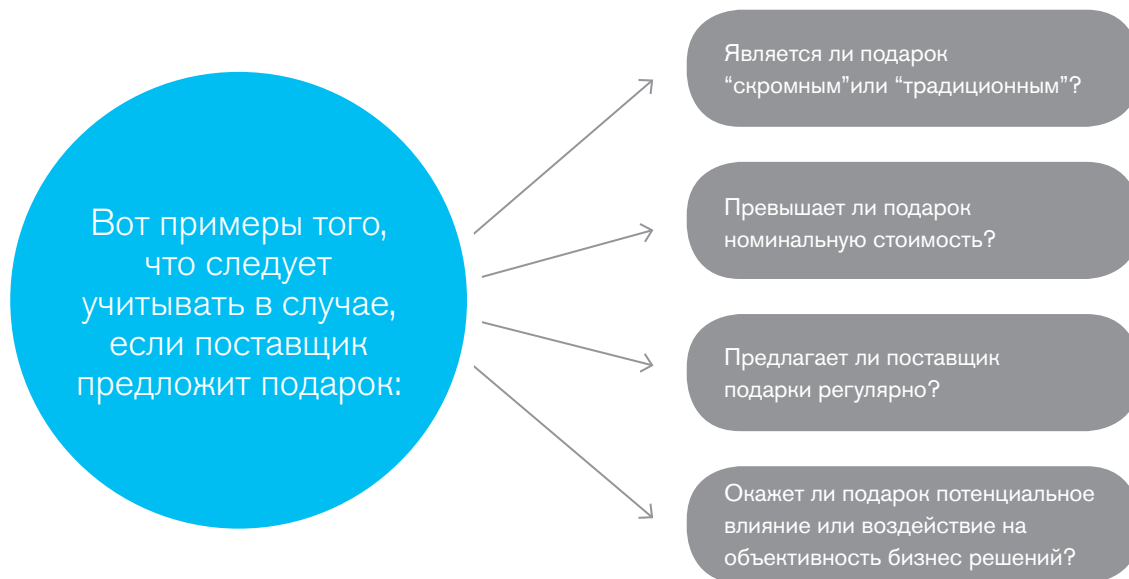 Вот примеры того,
что следует
учитывать в случае,
если поставщик
предложит подарок:
Является ли подарок
“скромным”или “традиционным”?
Превышает ли подарок
номинальную стоимость?
Предлагает ли поставщик
подарки регулярно?
Окажет ли подарок потенциальное
влияние или воздействие на
объективность бизнес решений?